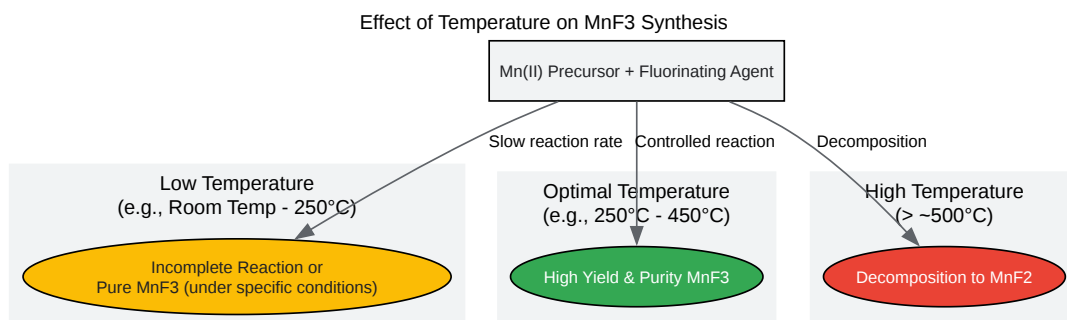 Effect of Temperature on MnF3 Synthesis
Mn(II) Precursor + Fluorinating Agent
Slow reaction rate
Controlled reaction
Decomposition
Low Temperature
(e.g., Room Temp - 250°C)
Incomplete Reaction or
Pure MnF3 (under specific conditions)
Optimal Temperature
(e.g., 250°C - 450°C)
High Yield & Purity MnF3
High Temperature
(> ~500°C)
Decomposition to MnF2